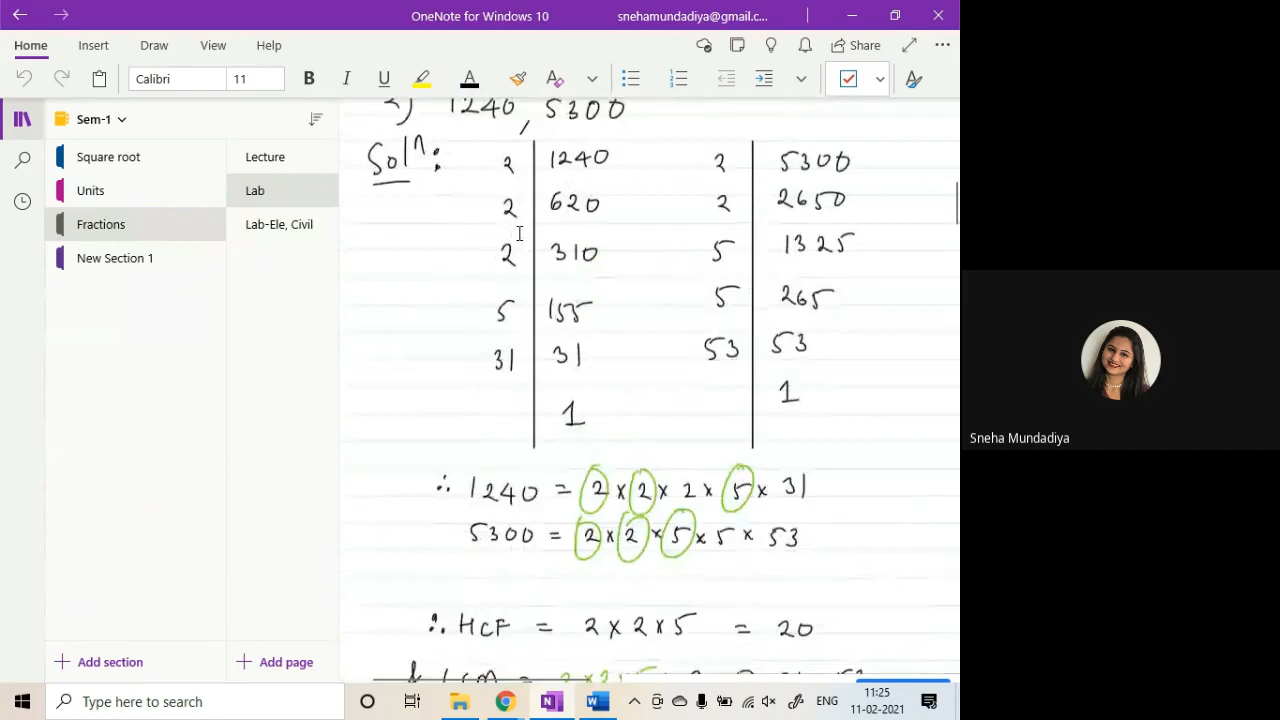 OneNote for Windows 10
snehamundadiya@gmail.c...
Home Insert Draw View Help
Share
Calibri 11 B I U A
Sem-1
Square root
Units
Fractions
New Section 1
Lecture
Lab
Lab-Ele, Civil
2) 1240, 5300
Solⁿ:
2 | 1240 2 | 5300
2 | 620 2 | 2650
2 | 310 5 | 1325
5 | 155 5 | 265
31 | 31 53 | 53
1 1
∴ 1240 = 2 × 2 × 2 × 5 × 31
5300 = 2 × 2 × 5 × 5 × 53
∴ HCF = 2 × 2 × 5 = 20
& LCM =
Add section
Add page
Sneha Mundadiya
Type here to search
ENG
11:25
11-02-2021